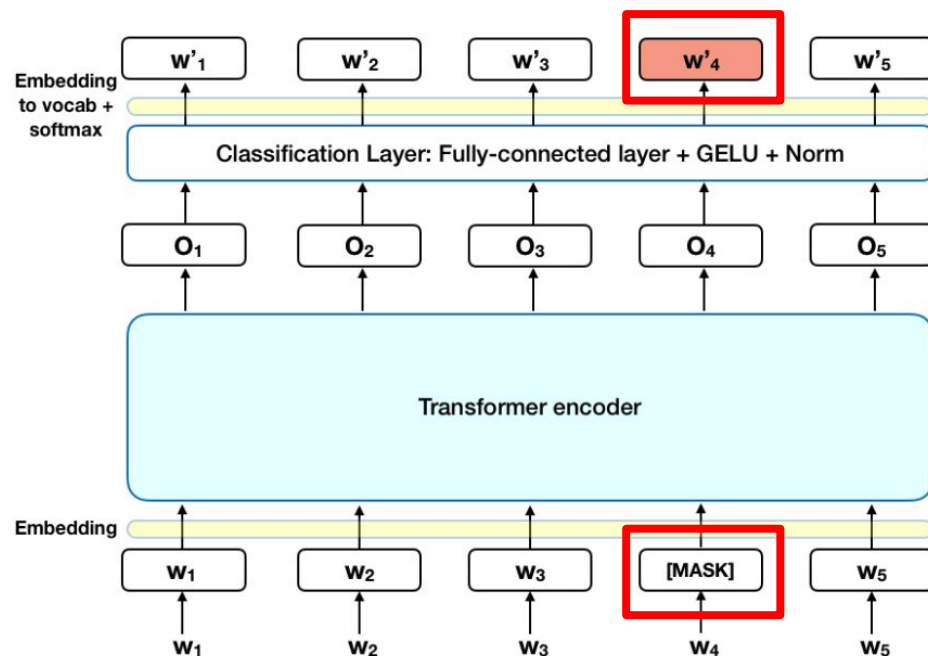 w'₁ w'₂ w'₃ w'₄ w'₅
Embedding
to vocab +
softmax
Classification Layer: Fully-connected layer + GELU + Norm
O₁ O₂ O₃ O₄ O₅
Transformer encoder
Embedding
W₁ W₂ W₃ [MASK] W₅
W₁ W₂ W₃ W₄ W₅